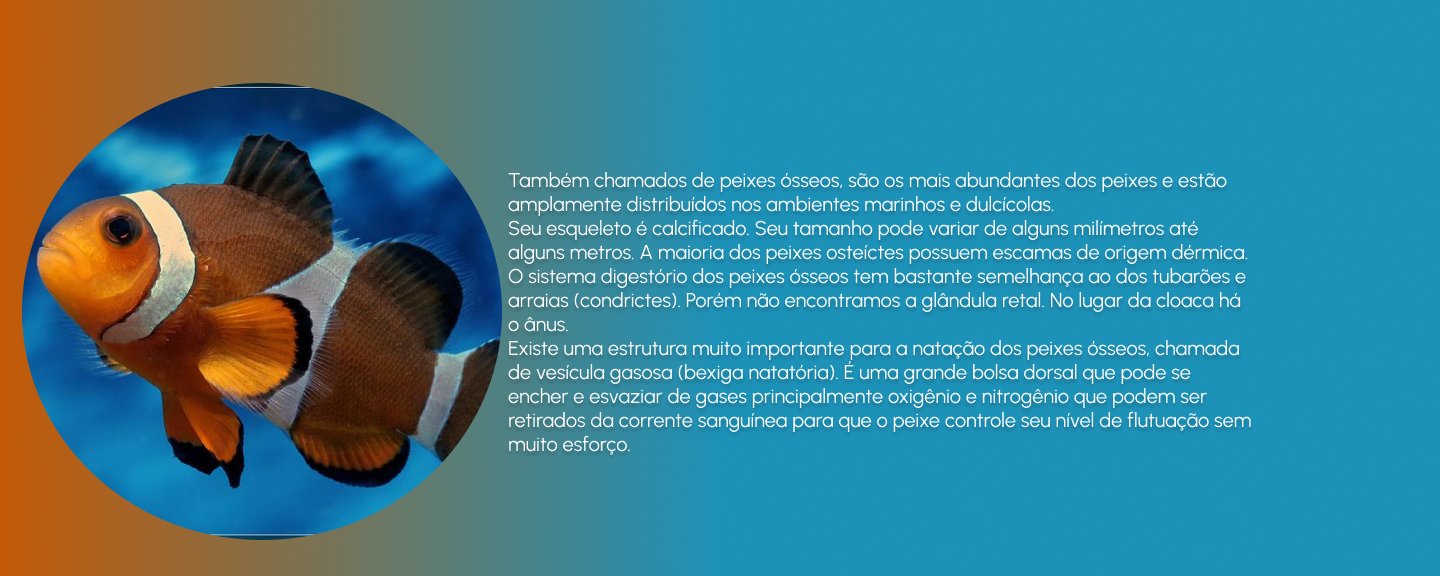 Também chamados de peixes ósseos, são os mais abundantes dos peixes e estão
amplamente distribuídos nos ambientes marinhos e dulcícolas.
Seu esqueleto é calcificado. Seu tamanho pode variar de alguns milímetros até
alguns metros. A maioria dos peixes osteíctes possuem escamas de origem dérmica.
O sistema digestório dos peixes ósseos tem bastante semelhança ao dos tubarões e
arraias (condrictes). Porém não encontramos a glândula retal. No lugar da cloaca há
o ânus.
Existe uma estrutura muito importante para a natação dos peixes ósseos, chamada
de vesícula gasosa (bexiga natatória). É uma grande bolsa dorsal que pode se
encher e esvaziar de gases principalmente oxigênio e nitrogênio que podem ser
retirados da corrente sanguínea para que o peixe controle seu nível de flutuação sem
muito esforço.